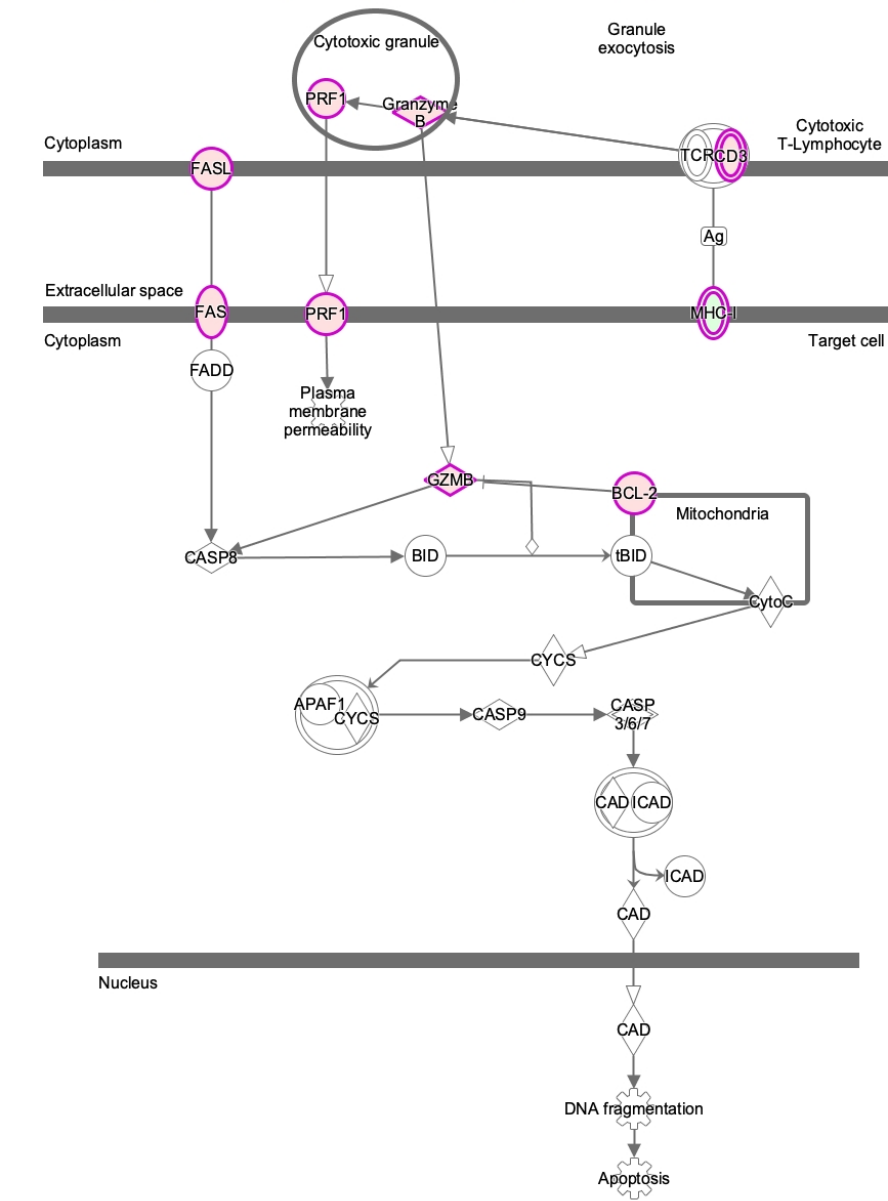 Cytotoxic granule
Granule
exocytosis
PRF1
Granzyme
B
Cytoplasm
Cytotoxic
T-Lymphocyte
FASL
TCR
CD3
Ag
Extracellular space
FAS
PRF1
MHC-I
Cytoplasm
Target cell
FADD
Plasma
membrane
permeability
GZMB
BCL-2
Mitochondria
CASP8
BID
tBID
CytoC
CYCS
APAF1
CYCS
CASP9
CASP
3/6/7
CAD
ICAD
ICAD
CAD
Nucleus
CAD
DNA fragmentation
Apoptosis